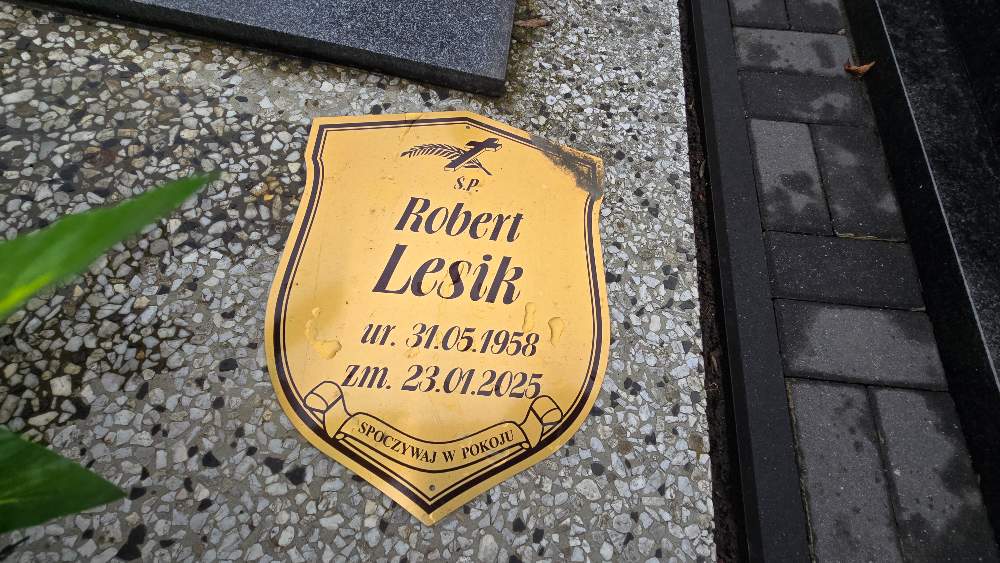 Ś.P.
Robert
Lesik
ur. 31.05.1958
zm. 23.01.2025
SPOCZYWAJ W POKOJU